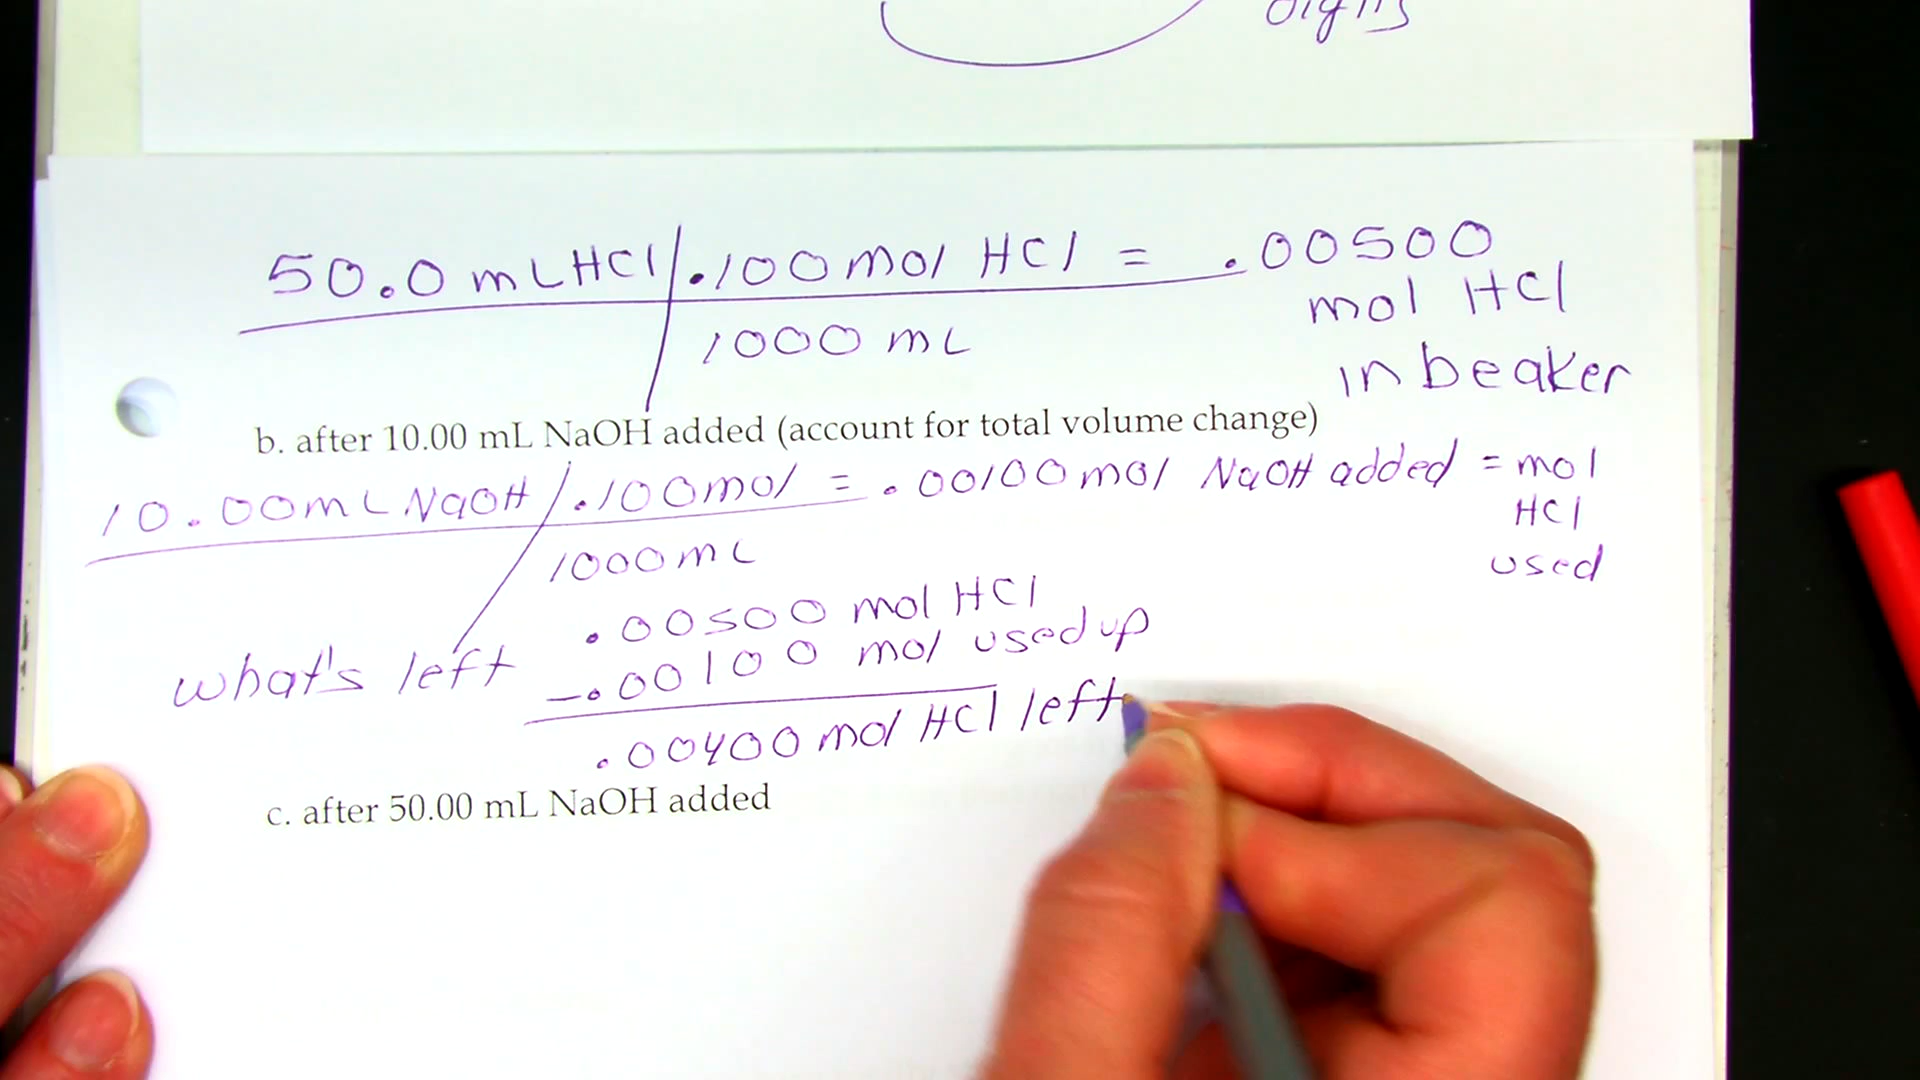 digits
50.0 mL HCl / .100 mol HCl = .00500
1000 mL
mol HCl
in beaker
b. after 10.00 mL NaOH added (account for total volume change)
10.00 mL NaOH / .100 mol = .00100 mol NaOH added = mol
HCl
used
1000 mL
.00500 mol HCl
what's left -.00100 mol used up
.00400 mol HCl left
c. after 50.00 mL NaOH added